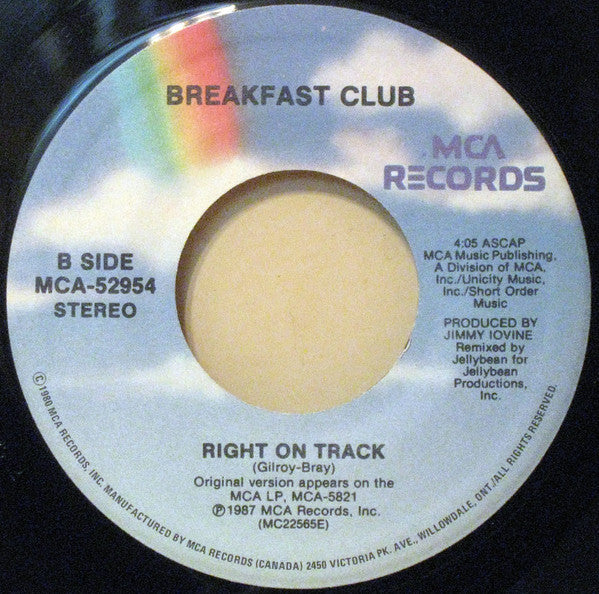 BREAKFAST CLUB
MCA
RECORDS
B SIDE
MCA-52954
STEREO
4:05 ASCAP
MCA Music Publishing,
A Division of MCA,
Inc./Unicity Music,
Inc./Short Order
Music
PRODUCED BY
JIMMY IOVINE
Remixed by
Jellybean for
Jellybean
Productions,
Inc.
RIGHT ON TRACK
(Gilroy-Bray)
Original version appears on the
MCA LP, MCA-5821
℗1987 MCA Records, Inc.
(MC22565E)
©1980 MCA RECORDS, INC. MANUFACTURED BY MCA RECORDS (CANADA) 2450 VICTORIA PK. AVE., WILLOWDALE, ONT./ALL RIGHTS RESERVED.